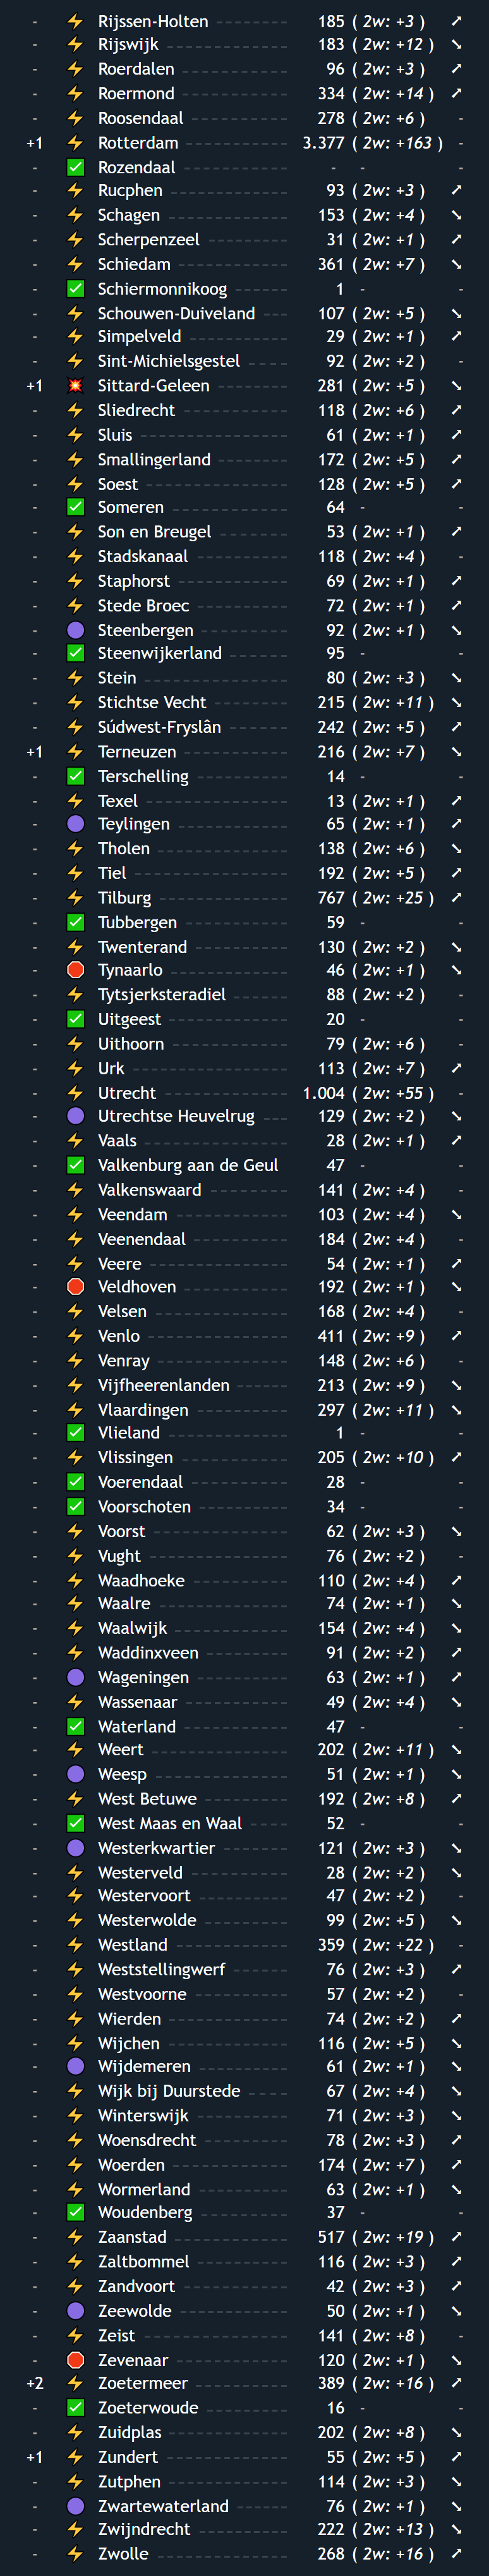 - ⚡ Rijssen-Holten 185 ( 2w: +3 ) ➚
- ⚡ Rijswijk 183 ( 2w: +12 ) ➘
- ⚡ Roerdalen 96 ( 2w: +3 ) ➚
- ⚡ Roermond 334 ( 2w: +14 ) ➚
- ⚡ Roosendaal 278 ( 2w: +6 ) -
+1 ⚡ Rotterdam 3.377 ( 2w: +163 ) -
- ✅ Rozendaal - - -
- ⚡ Rucphen 93 ( 2w: +3 ) ➚
- ⚡ Schagen 153 ( 2w: +4 ) ➘
- ⚡ Scherpenzeel 31 ( 2w: +1 ) ➚
- ⚡ Schiedam 361 ( 2w: +7 ) ➘
- ✅ Schiermonnikoog 1 - -
- ⚡ Schouwen-Duiveland 107 ( 2w: +5 ) ➘
- ⚡ Simpelveld 29 ( 2w: +1 ) ➚
- ⚡ Sint-Michielsgestel 92 ( 2w: +2 ) -
+1 💥 Sittard-Geleen 281 ( 2w: +5 ) ➘
- ⚡ Sliedrecht 118 ( 2w: +6 ) ➚
- ⚡ Sluis 61 ( 2w: +1 ) ➚
- ⚡ Smallingerland 172 ( 2w: +5 ) ➚
- ⚡ Soest 128 ( 2w: +5 ) ➚
- ✅ Someren 64 - -
- ⚡ Son en Breugel 53 ( 2w: +1 ) ➚
- ⚡ Stadskanaal 118 ( 2w: +4 ) -
- ⚡ Staphorst 69 ( 2w: +1 ) ➚
- ⚡ Stede Broec 72 ( 2w: +1 ) ➚
- 🟣 Steenbergen 92 ( 2w: +1 ) ➘
- ✅ Steenwijkerland 95 - -
- ⚡ Stein 80 ( 2w: +3 ) ➘
- ⚡ Stichtse Vecht 215 ( 2w: +11 ) ➘
- ⚡ Súdwest-Fryslân 242 ( 2w: +5 ) ➚
+1 ⚡ Terneuzen 216 ( 2w: +7 ) ➘
- ✅ Terschelling 14 - -
- ⚡ Texel 13 ( 2w: +1 ) ➚
- 🟣 Teylingen 65 ( 2w: +1 ) ➚
- ⚡ Tholen 138 ( 2w: +6 ) ➘
- ⚡ Tiel 192 ( 2w: +5 ) ➚
- ⚡ Tilburg 767 ( 2w: +25 ) ➚
- ✅ Tubbergen 59 - -
- ⚡ Twenterand 130 ( 2w: +2 ) ➘
- 🛑 Tynaarlo 46 ( 2w: +1 ) ➘
- ⚡ Tytsjerksteradiel 88 ( 2w: +2 ) -
- ✅ Uitgeest 20 - -
- ⚡ Uithoorn 79 ( 2w: +6 ) -
- ⚡ Urk 113 ( 2w: +7 ) ➚
- ⚡ Utrecht 1.004 ( 2w: +55 ) -
- 🟣 Utrechtse Heuvelrug 129 ( 2w: +2 ) ➘
- ⚡ Vaals 28 ( 2w: +1 ) ➚
- ✅ Valkenburg aan de Geul 47 - -
- ⚡ Valkenswaard 141 ( 2w: +4 ) -
- ⚡ Veendam 103 ( 2w: +4 ) ➘
- ⚡ Veenendaal 184 ( 2w: +4 ) -
- ⚡ Veere 54 ( 2w: +1 ) ➚
- 🛑 Veldhoven 192 ( 2w: +1 ) ➘
- ⚡ Velsen 168 ( 2w: +4 ) -
- ⚡ Venlo 411 ( 2w: +9 ) ➚
- ⚡ Venray 148 ( 2w: +6 ) -
- ⚡ Vijfheerenlanden 213 ( 2w: +9 ) ➘
- ⚡ Vlaardingen 297 ( 2w: +11 ) ➘
- ✅ Vlieland 1 - -
- ⚡ Vlissingen 205 ( 2w: +10 ) ➚
- ✅ Voerendaal 28 - -
- ✅ Voorschoten 34 - -
- ⚡ Voorst 62 ( 2w: +3 ) ➘
- ⚡ Vught 76 ( 2w: +2 ) -
- ⚡ Waadhoeke 110 ( 2w: +4 ) ➚
- ⚡ Waalre 74 ( 2w: +1 ) ➘
- ⚡ Waalwijk 154 ( 2w: +4 ) ➘
- ⚡ Waddinxveen 91 ( 2w: +2 ) ➚
- 🟣 Wageningen 63 ( 2w: +1 ) ➚
- ⚡ Wassenaar 49 ( 2w: +4 ) ➘
- ✅ Waterland 47 - -
- ⚡ Weert 202 ( 2w: +11 ) ➘
- 🟣 Weesp 51 ( 2w: +1 ) ➘
- ⚡ West Betuwe 192 ( 2w: +8 ) ➚
- ✅ West Maas en Waal 52 - -
- 🟣 Westerkwartier 121 ( 2w: +3 ) ➘
- ⚡ Westerveld 28 ( 2w: +2 ) ➘
- ⚡ Westervoort 47 ( 2w: +2 ) -
- ⚡ Westerwolde 99 ( 2w: +5 ) ➘
- ⚡ Westland 359 ( 2w: +22 ) -
- ⚡ Weststellingwerf 76 ( 2w: +3 ) ➚
- ⚡ Westvoorne 57 ( 2w: +2 ) -
- ⚡ Wierden 74 ( 2w: +2 ) ➚
- ⚡ Wijchen 116 ( 2w: +5 ) ➘
- 🟣 Wijdemeren 61 ( 2w: +1 ) ➘
- ⚡ Wijk bij Duurstede 67 ( 2w: +4 ) ➘
- ⚡ Winterswijk 71 ( 2w: +3 ) ➘
- ⚡ Woensdrecht 78 ( 2w: +3 ) ➚
- ⚡ Woerden 174 ( 2w: +7 ) ➚
- ⚡ Wormerland 63 ( 2w: +1 ) ➘
- ✅ Woudenberg 37 - -
- ⚡ Zaanstad 517 ( 2w: +19 ) ➚
- ⚡ Zaltbommel 116 ( 2w: +3 ) ➚
- ⚡ Zandvoort 42 ( 2w: +3 ) ➚
- 🟣 Zeewolde 50 ( 2w: +1 ) ➘
- ⚡ Zeist 141 ( 2w: +8 ) -
- 🛑 Zevenaar 120 ( 2w: +1 ) ➘
+2 ⚡ Zoetermeer 389 ( 2w: +16 ) ➚
- ✅ Zoeterwoude 16 - -
- ⚡ Zuidplas 202 ( 2w: +8 ) ➘
+1 ⚡ Zundert 55 ( 2w: +5 ) ➚
- ⚡ Zutphen 114 ( 2w: +3 ) ➘
- 🟣 Zwartewaterland 76 ( 2w: +1 ) ➘
- ⚡ Zwijndrecht 222 ( 2w: +13 ) ➘
- ⚡ Zwolle 268 ( 2w: +16 ) ➚